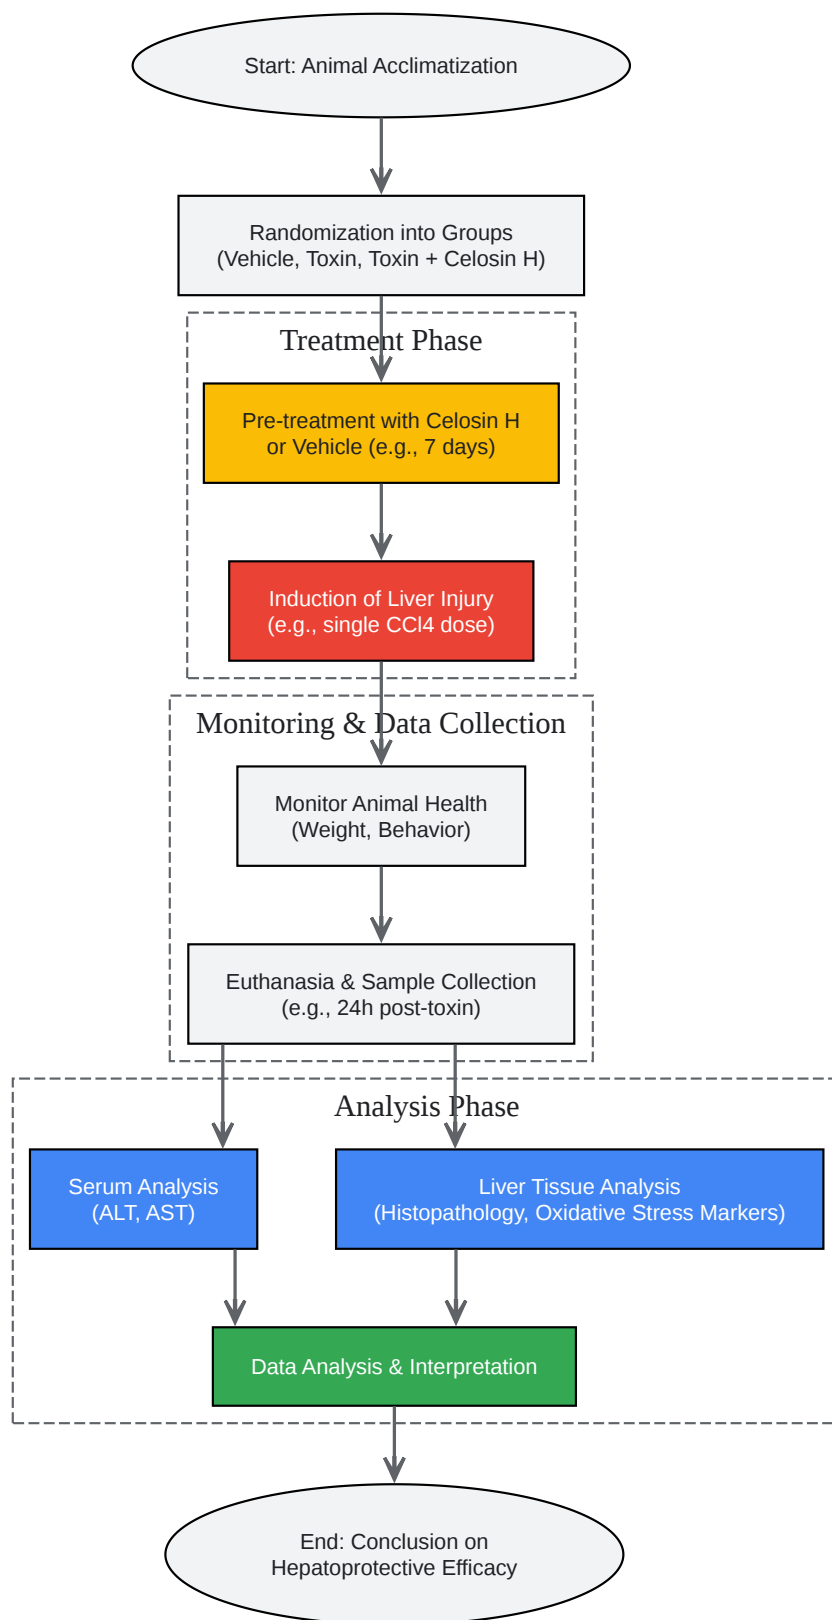 Start: Animal Acclimatization
Randomization into Groups
(Vehicle, Toxin, Toxin + Celosin H)
Treatment Phase
Pre-treatment with Celosin H
or Vehicle (e.g., 7 days)
Induction of Liver Injury
(e.g., single CCl4 dose)
Monitoring & Data Collection
Monitor Animal Health
(Weight, Behavior)
Euthanasia & Sample Collection
(e.g., 24h post-toxin)
Analysis Phase
Serum Analysis
(ALT, AST)
Liver Tissue Analysis
(Histopathology, Oxidative Stress Markers)
Data Analysis & Interpretation
End: Conclusion on
Hepatoprotective Efficacy